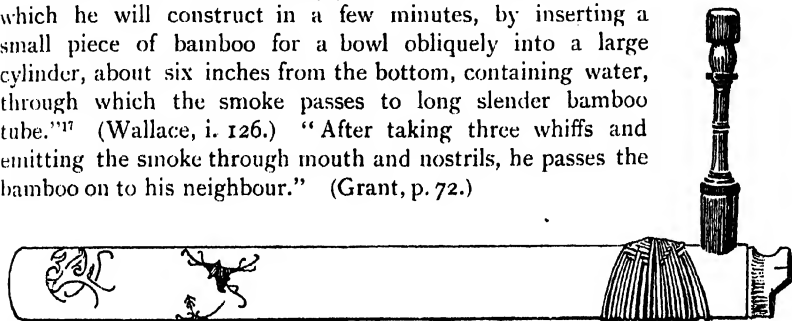 which he will construct in a few minutes, by inserting a
small piece of bamboo for a bowl obliquely into a large
cylinder, about six inches from the bottom, containing water,
through which the smoke passes to long slender bamboo
tube."¹⁷ (Wallace, i. 126.) "After taking three whiffs and
emitting the smoke through mouth and nostrils, he passes the
bamboo on to his neighbour." (Grant, p. 72.)